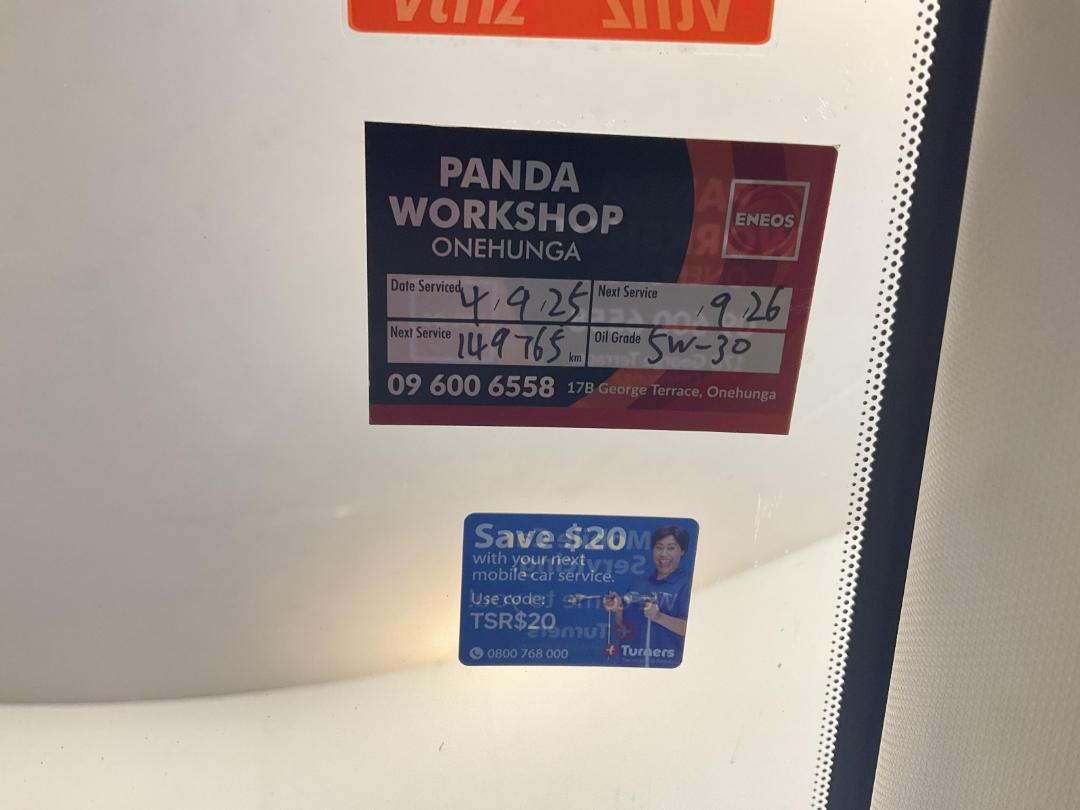 vtnz
PANDA
WORKSHOP
ONEHUNGA
ENEOS
Date Serviced 4.9.25
Next Service .9.26
Next Service 149765 km
Oil Grade 5W-30
09 600 6558 17B George Terrace, Onehunga
Save $20
with your next
mobile car service.
Use code:
TSR$20
0800 768 000
Turners